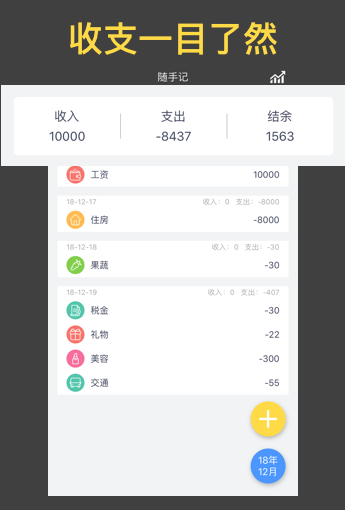 收支一目了然
随手记
收入 支出 结余
10000 -8437 1563
工资 10000
18-12-17 收入：0 支出：-8000
住房 -8000
18-12-18 收入：0 支出：-30
果蔬 -30
18-12-19 收入：0 支出：-407
税金 -30
礼物 -22
美容 -300
交通 -55
18年
12月